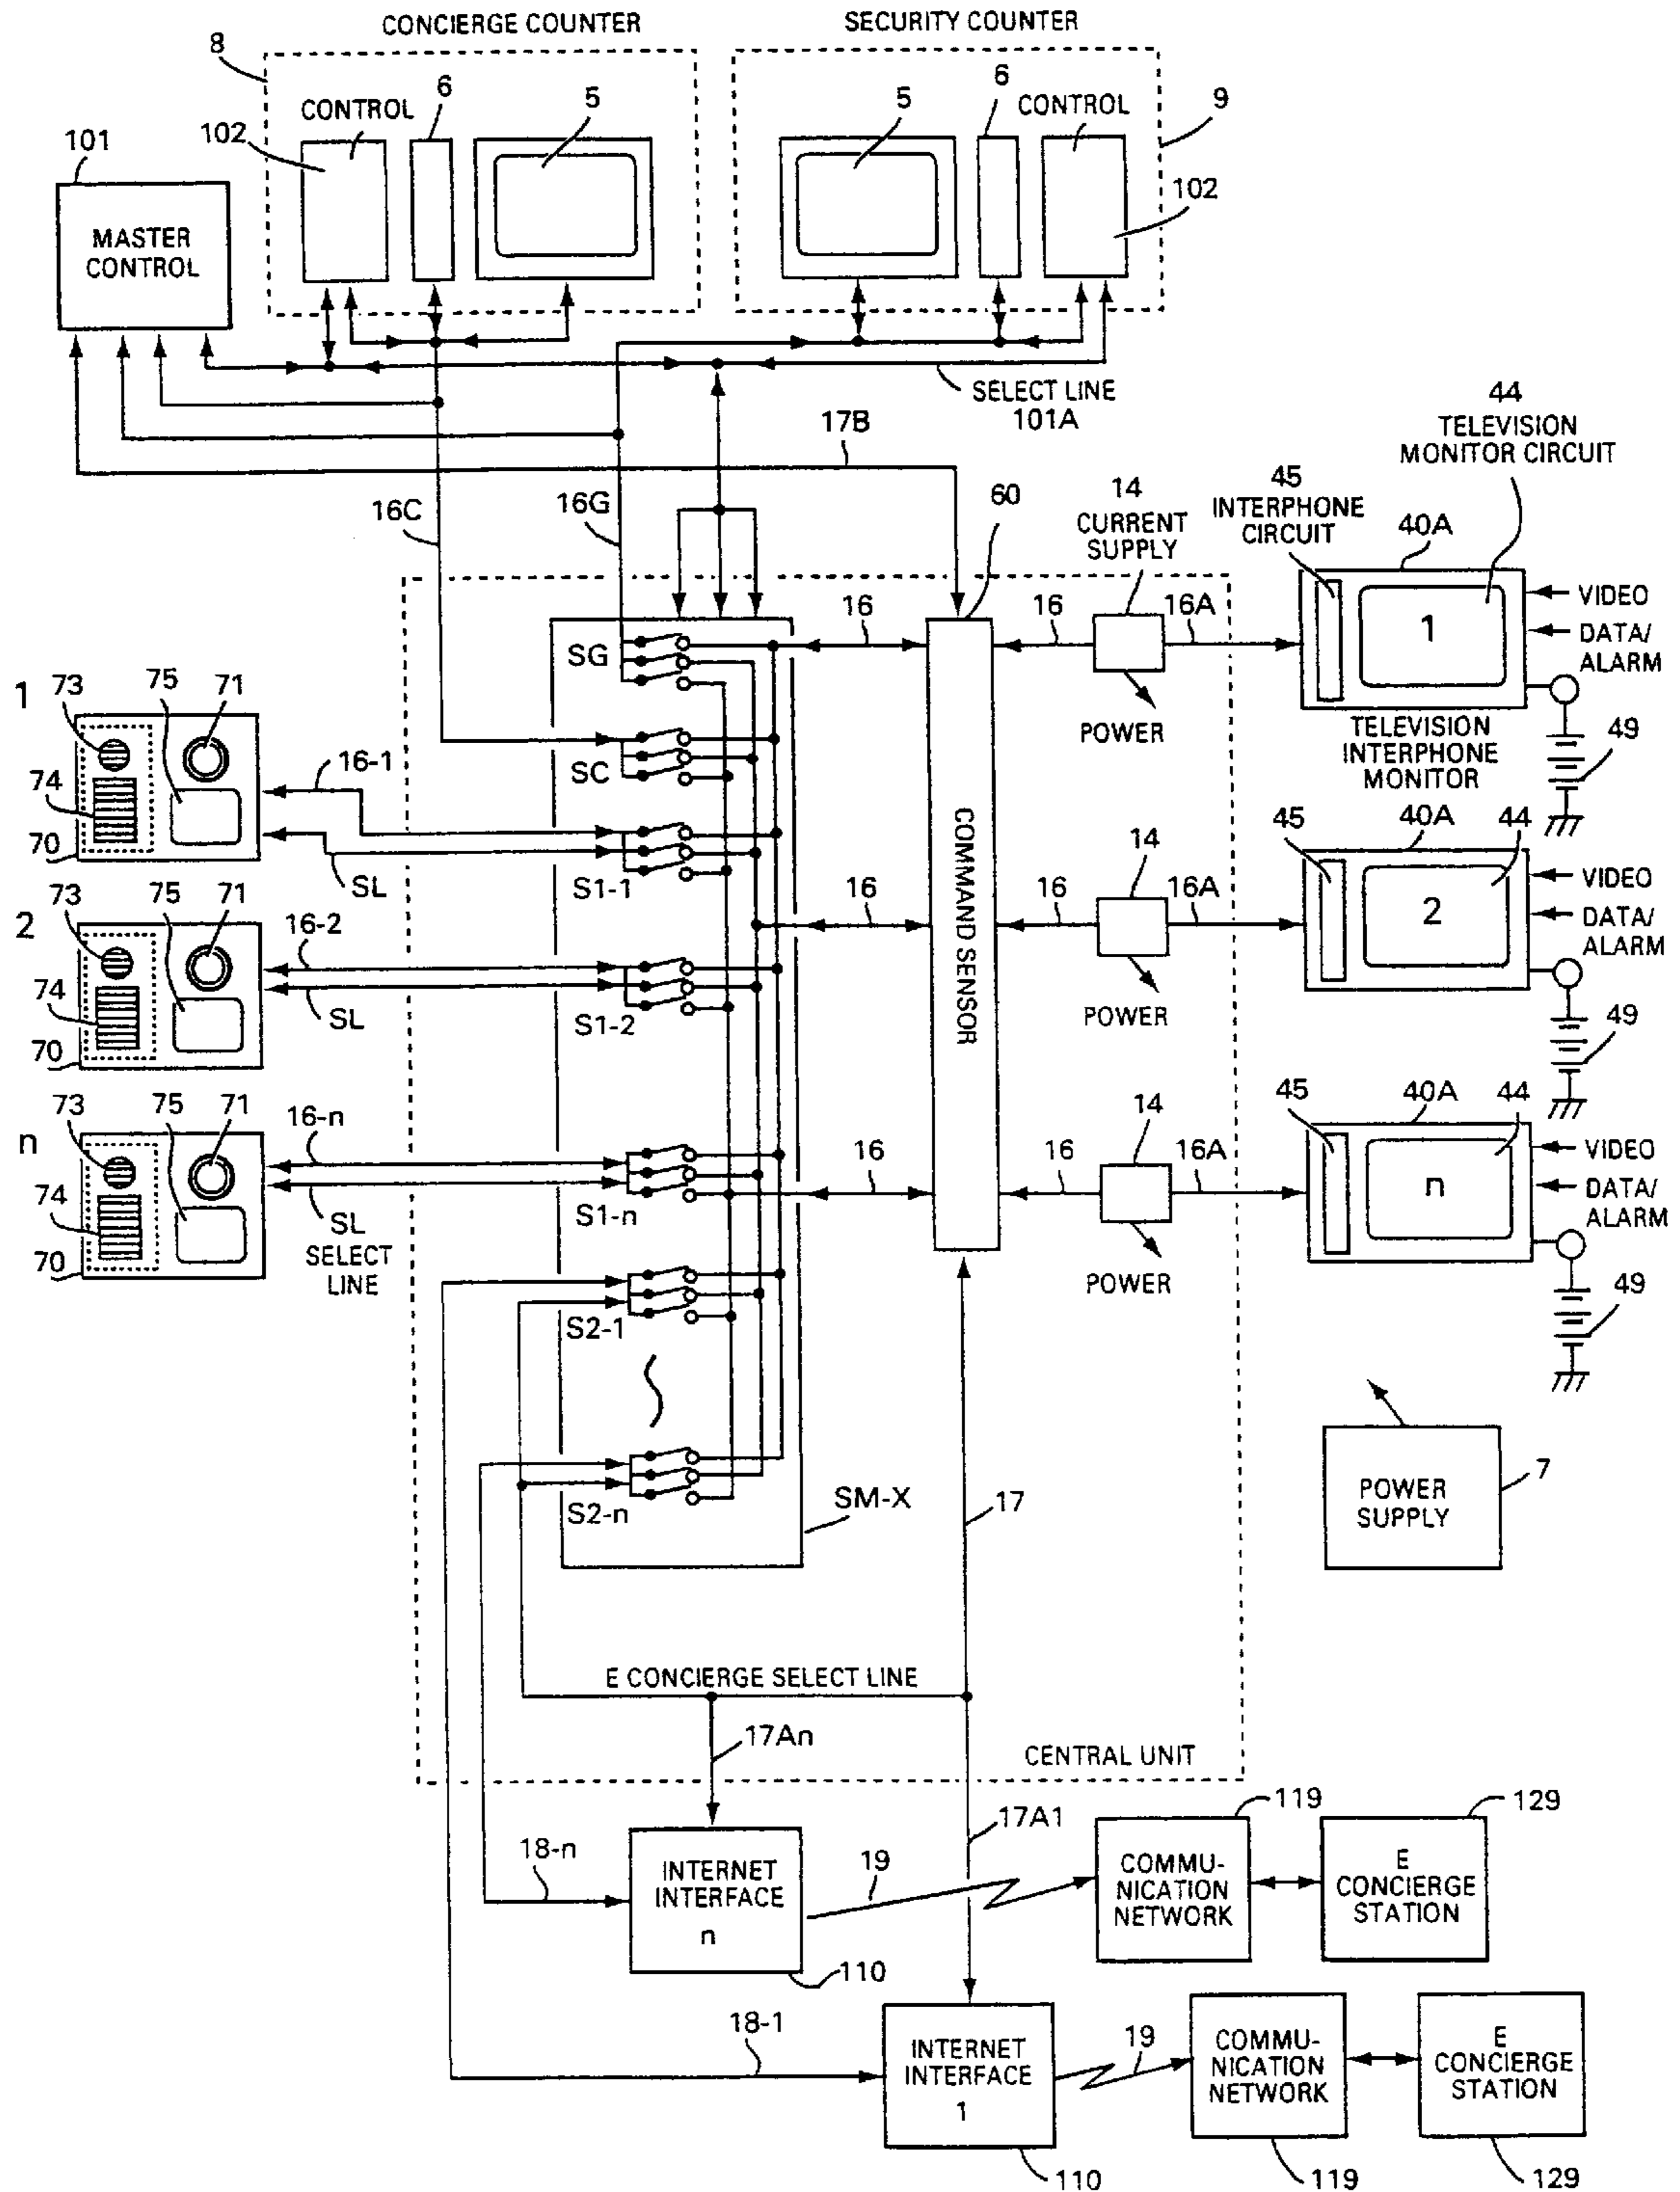 CONCIERGE COUNTER
SECURITY COUNTER
8
CONTROL
6
5
102
5
6
CONTROL
9
102
101
MASTER
CONTROL
SELECT LINE
101A
17B
44
TELEVISION
MONITOR CIRCUIT
16C
16G
60
14
CURRENT
SUPPLY
45
INTERPHONE
CIRCUIT
40A
16
16
16A
1
VIDEO
DATA/
ALARM
SG
POWER
TELEVISION
INTERPHONE
MONITOR
49
1
73
75
71
74
70
16-1
SL
SC
S1-1
COMMAND SENSOR
14
45
40A
44
16
16
16A
2
VIDEO
DATA/
ALARM
POWER
49
2
73
75
71
74
70
16-2
SL
S1-2
n
73
75
71
74
70
16-n
SL
SELECT
LINE
S1-n
16
16
14
16A
45
40A
44
n
VIDEO
DATA/
ALARM
POWER
49
S2-1
S2-n
SM-X
17
POWER
SUPPLY
7
E CONCIERGE SELECT LINE
17An
CENTRAL UNIT
17A1
18-n
INTERNET
INTERFACE
n
110
19
119
COMMU-
NICATION
NETWORK
129
E
CONCIERGE
STATION
18-1
INTERNET
INTERFACE
1
110
19
COMMU-
NICATION
NETWORK
119
E
CONCIERGE
STATION
129